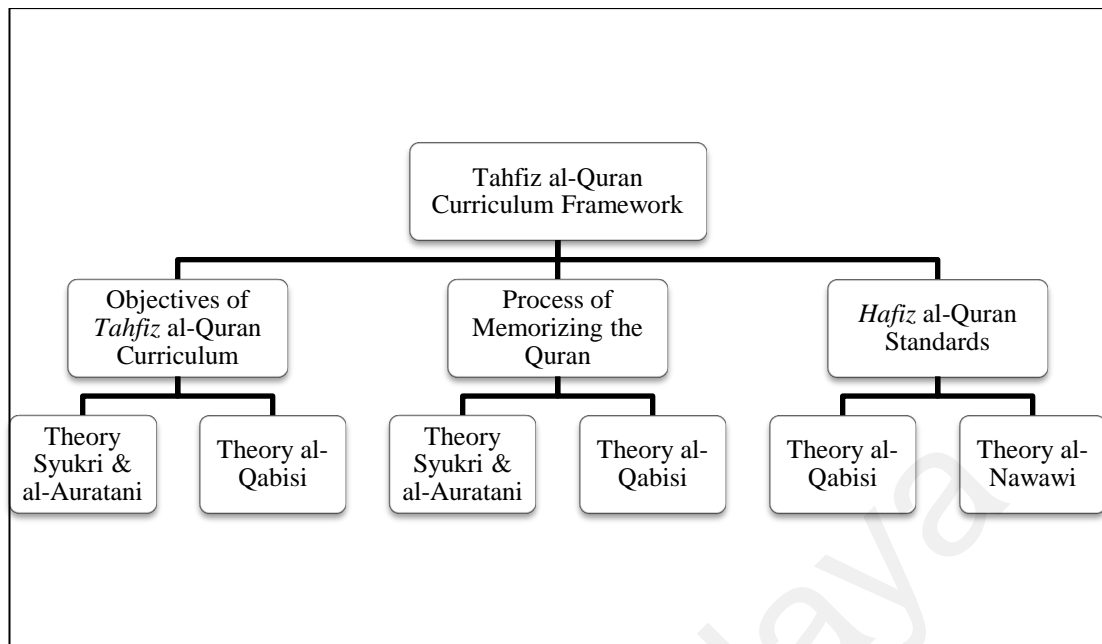 Tahfiz al-Quran
Curriculum Framework
Objectives of
Tahfiz al-Quran
Curriculum
Process of
Memorizing the
Quran
Hafiz al-Quran
Standards
Theory
Syukri &
al-Auratani
Theory al-
Qabisi
Theory
Syukri &
al-Auratani
Theory al-
Qabisi
Theory al-
Qabisi
Theory al-
Nawawi